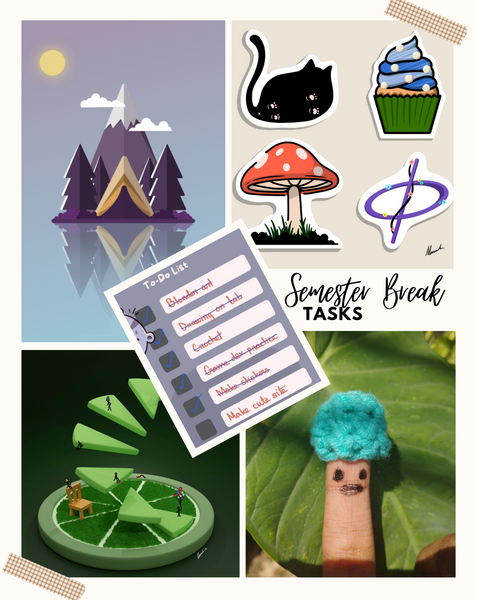 Semester Break
TASKS
To-Do List
Blender art
Drawing on tab
Crochet
Game dev practice
Make stickers
Make cute site